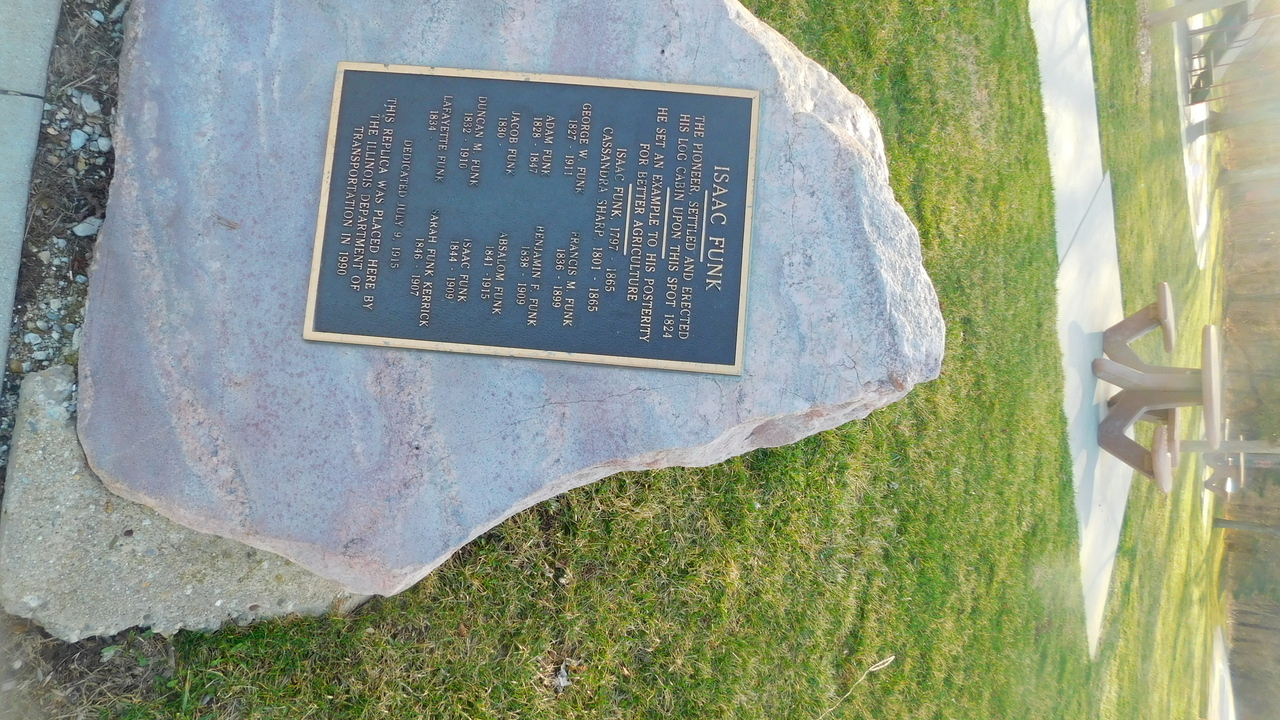 ISAAC FUNK
THE PIONEER, SETTLED AND ERECTED
HIS LOG CABIN UPON THIS SPOT 1824
HE SET AN EXAMPLE TO HIS POSTERITY
FOR BETTER AGRICULTURE
ISAAC FUNK 1797 - 1865
CASSANDRA SHARP 1801 - 1865
GEORGE W. FUNK
1827 - 1911
ADAM FUNK
1828 - 1847
JACOB FUNK
1830 -
DUNCAN M. FUNK
1832 - 1910
LAFAYETTE FUNK
1834 -
FRANCIS M. FUNK
1836 - 1899
BENJAMIN F. FUNK
1838 - 1909
ABSALOM FUNK
1841 - 1915
ISAAC FUNK
1844 - 1909
SARAH FUNK KERRICK
1846 - 1907
DEDICATED JULY 9 1915
THIS REPLICA WAS PLACED HERE BY
THE ILLINOIS DEPARTMENT OF
TRANSPORTATION IN 1990